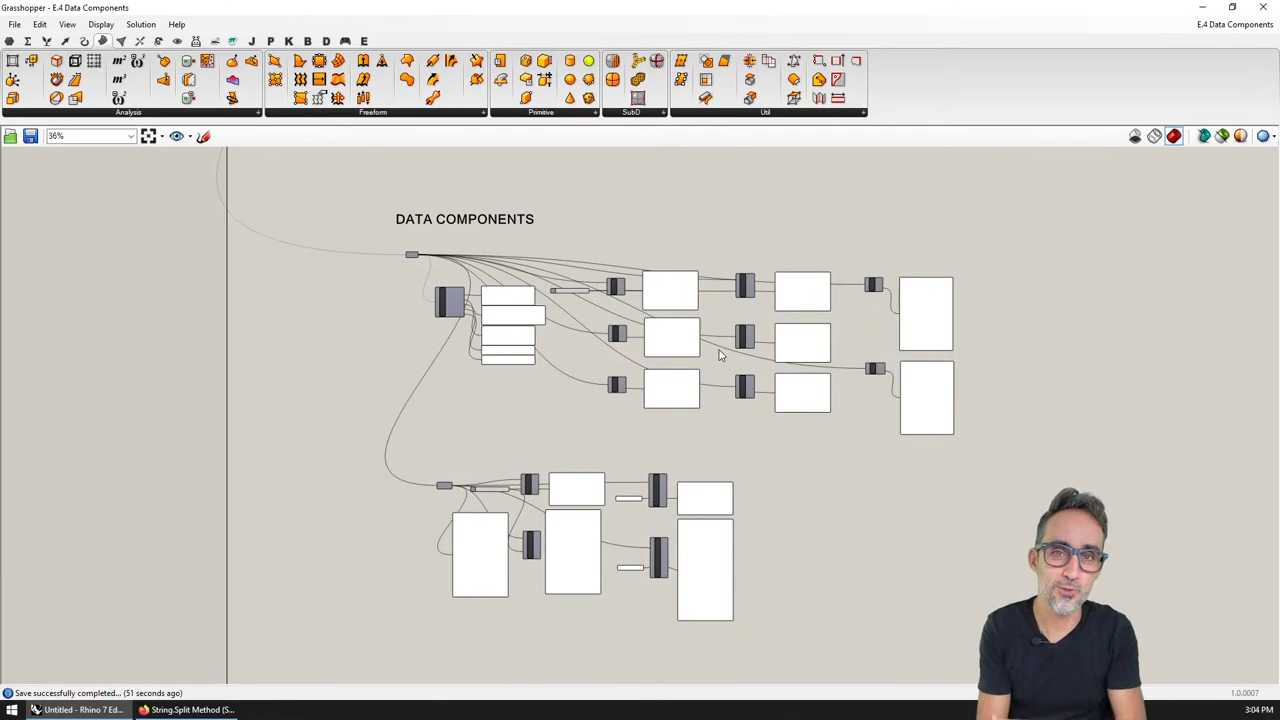 Grasshopper - E.4 Data Components
File Edit View Display Solution Help
E.4 Data Components
J P K B D E
m² m³
Analysis
Freeform
Primitive
SubD
Util
36%
DATA COMPONENTS
Save successfully completed... (51 seconds ago)
1.0.0007
Untitled - Rhino 7 Ed...
String.Split Method (S...
3:04 PM